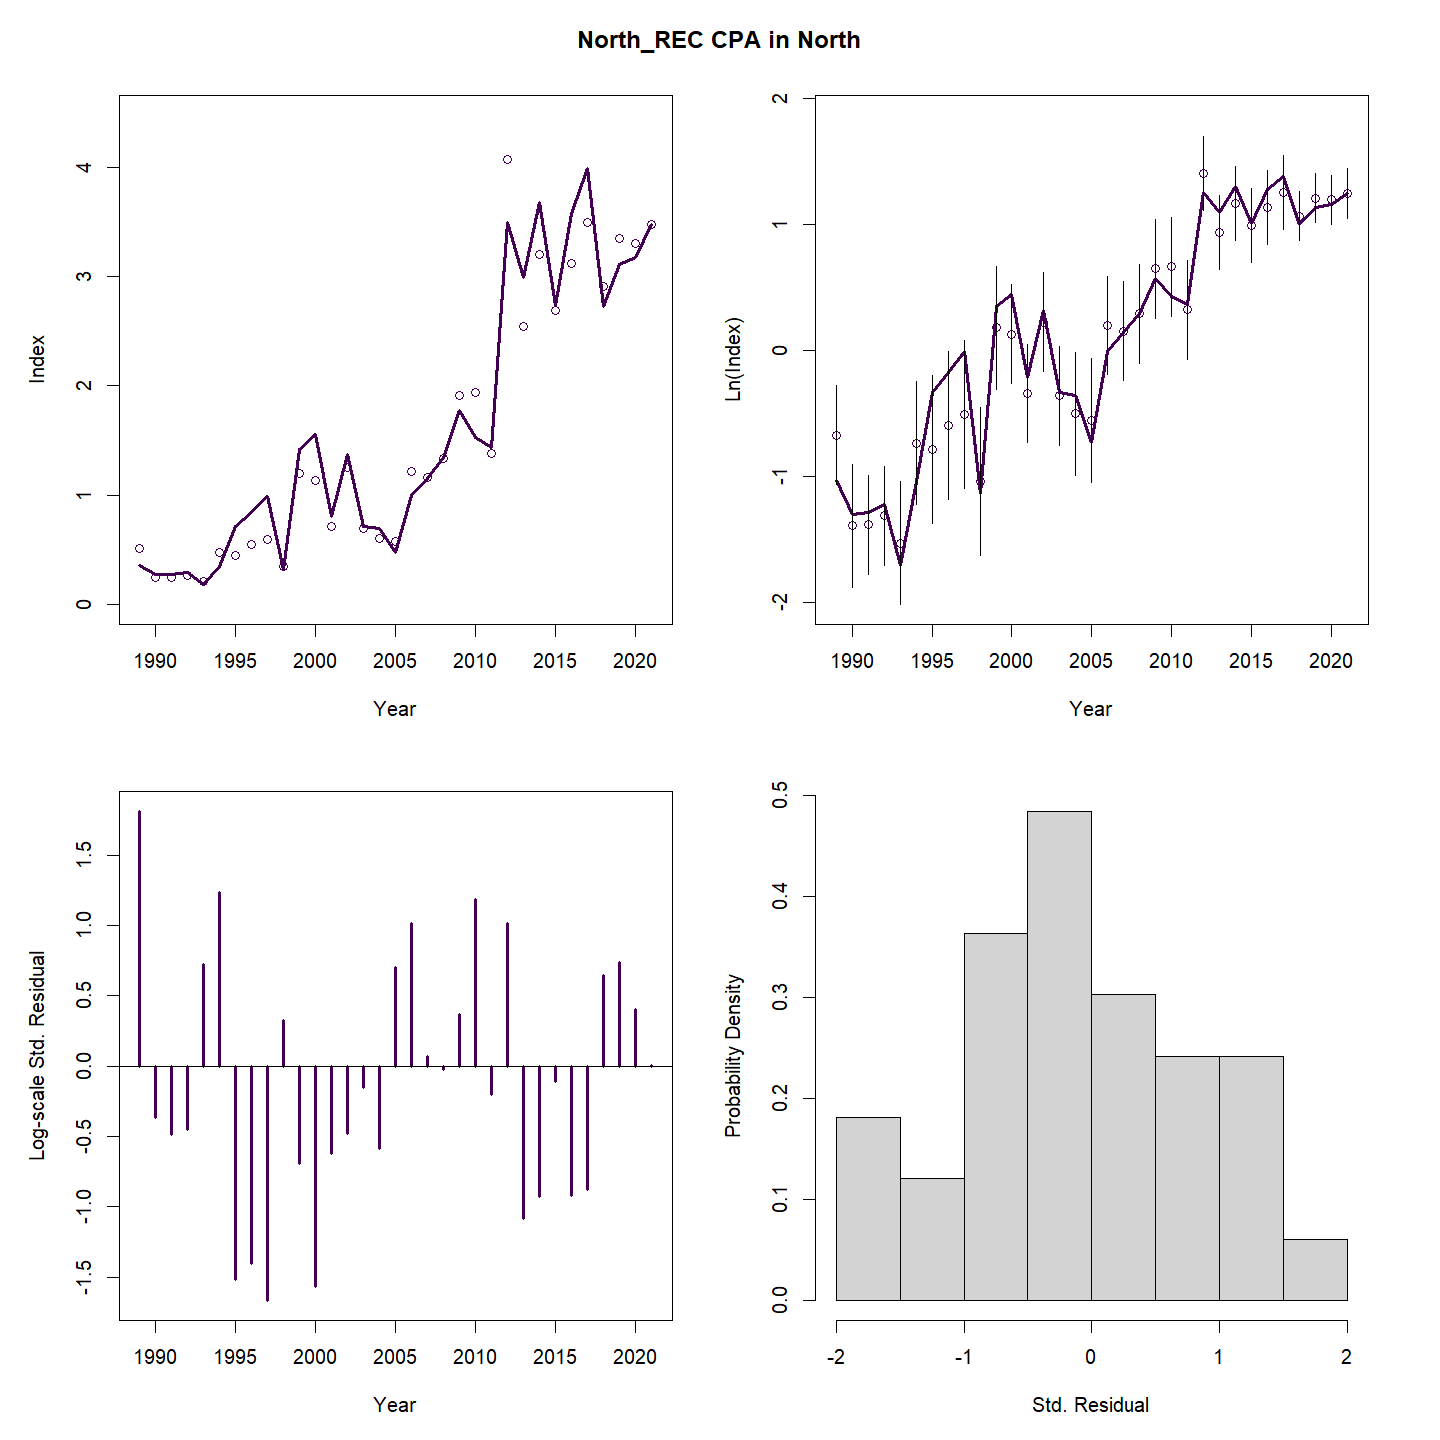 North_REC CPA in North
4
3
2
1
0
Index
1990 1995 2000 2005 2010 2015 2020
Year
2
1
0
-1
-2
Ln(Index)
1990 1995 2000 2005 2010 2015 2020
Year
1.5
1.0
0.5
0.0
-0.5
-1.0
-1.5
Log-scale Std. Residual
1990 1995 2000 2005 2010 2015 2020
Year
0.5
0.4
0.3
0.2
0.1
0.0
Probability Density
-2 -1 0 1 2
Std. Residual